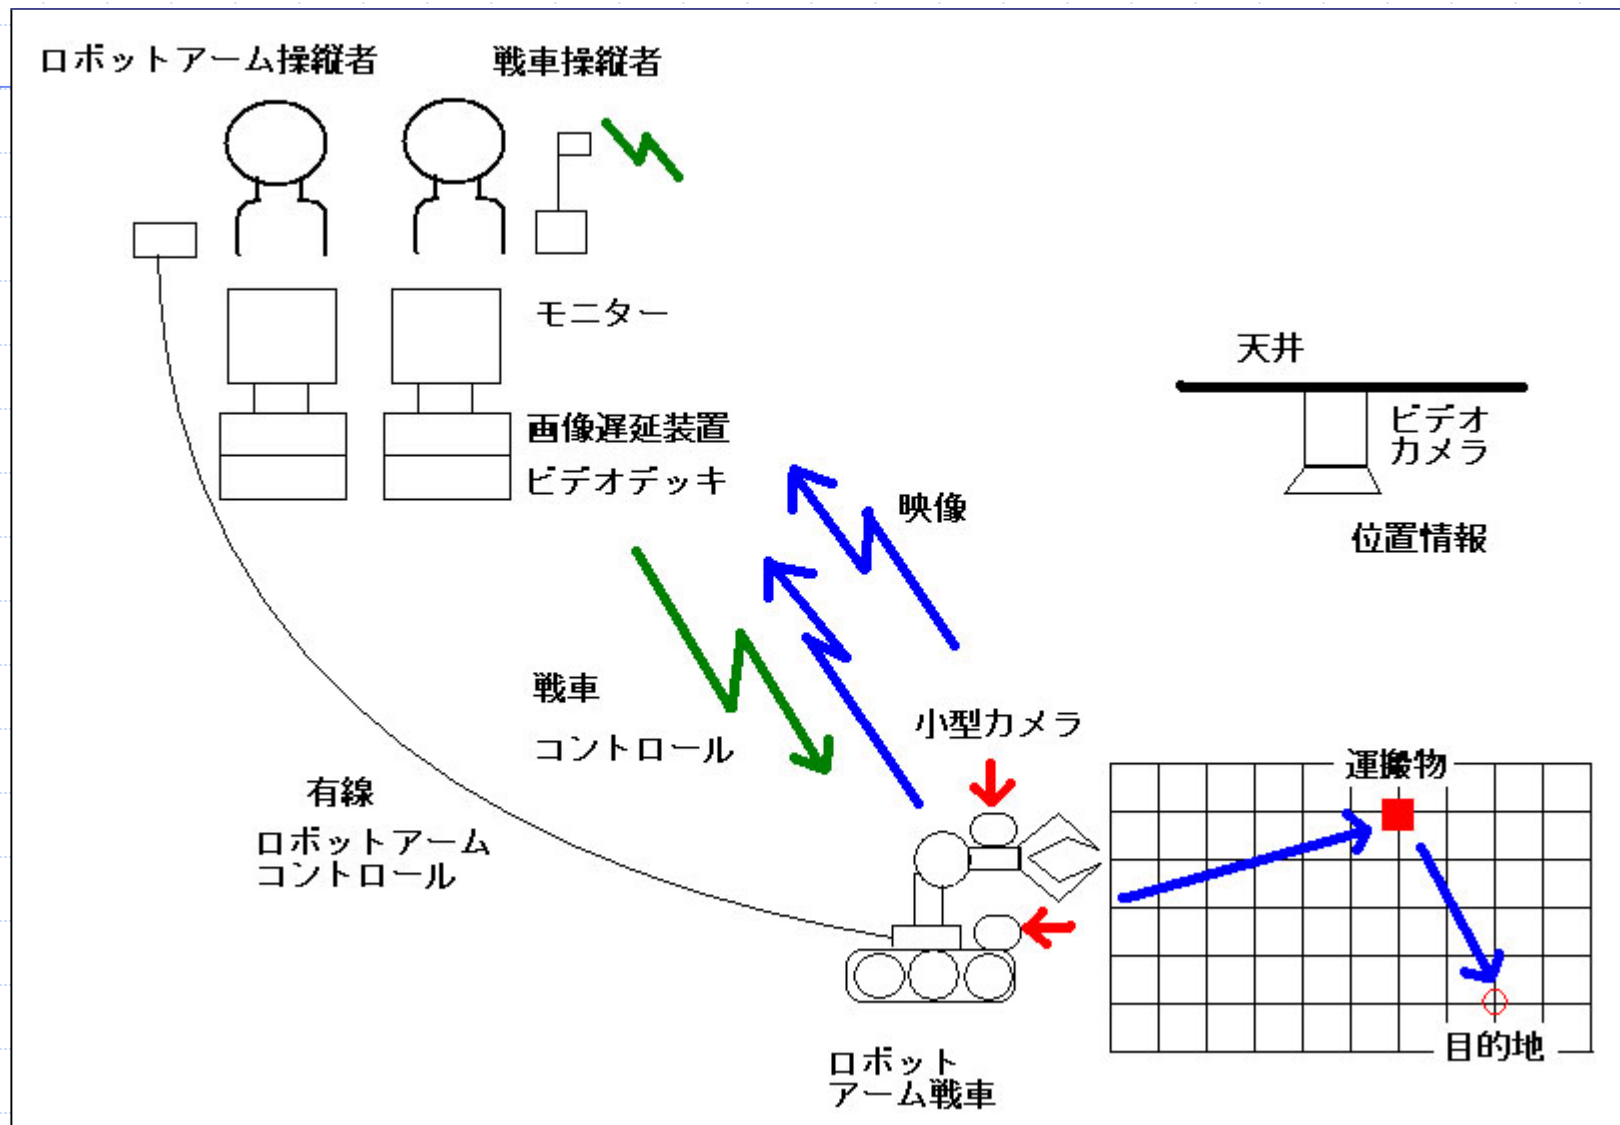 ロボットアーム操縦者
戦車操縦者
モニター
画像遅延装置
ビデオデッキ
天井
ビデオ
カメラ
位置情報
映像
戦車
コントロール
小型カメラ
有線
ロボットアーム
コントロール
運搬物
目的地
ロボット
アーム戦車